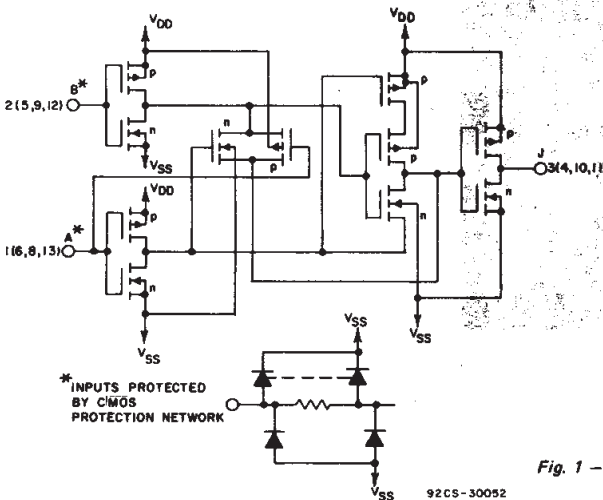 VDD
VDD
p
B*
2(5,9,12)
n
VSS
n
p
p
p
n
p
J
3(4,10,11
n
VDD
p
A*
1(6,8,13)
n
VSS
VSS
*INPUTS PROTECTED
BY CMOS
PROTECTION NETWORK
VSS
VSS
92CS-30052
Fig. 1 –